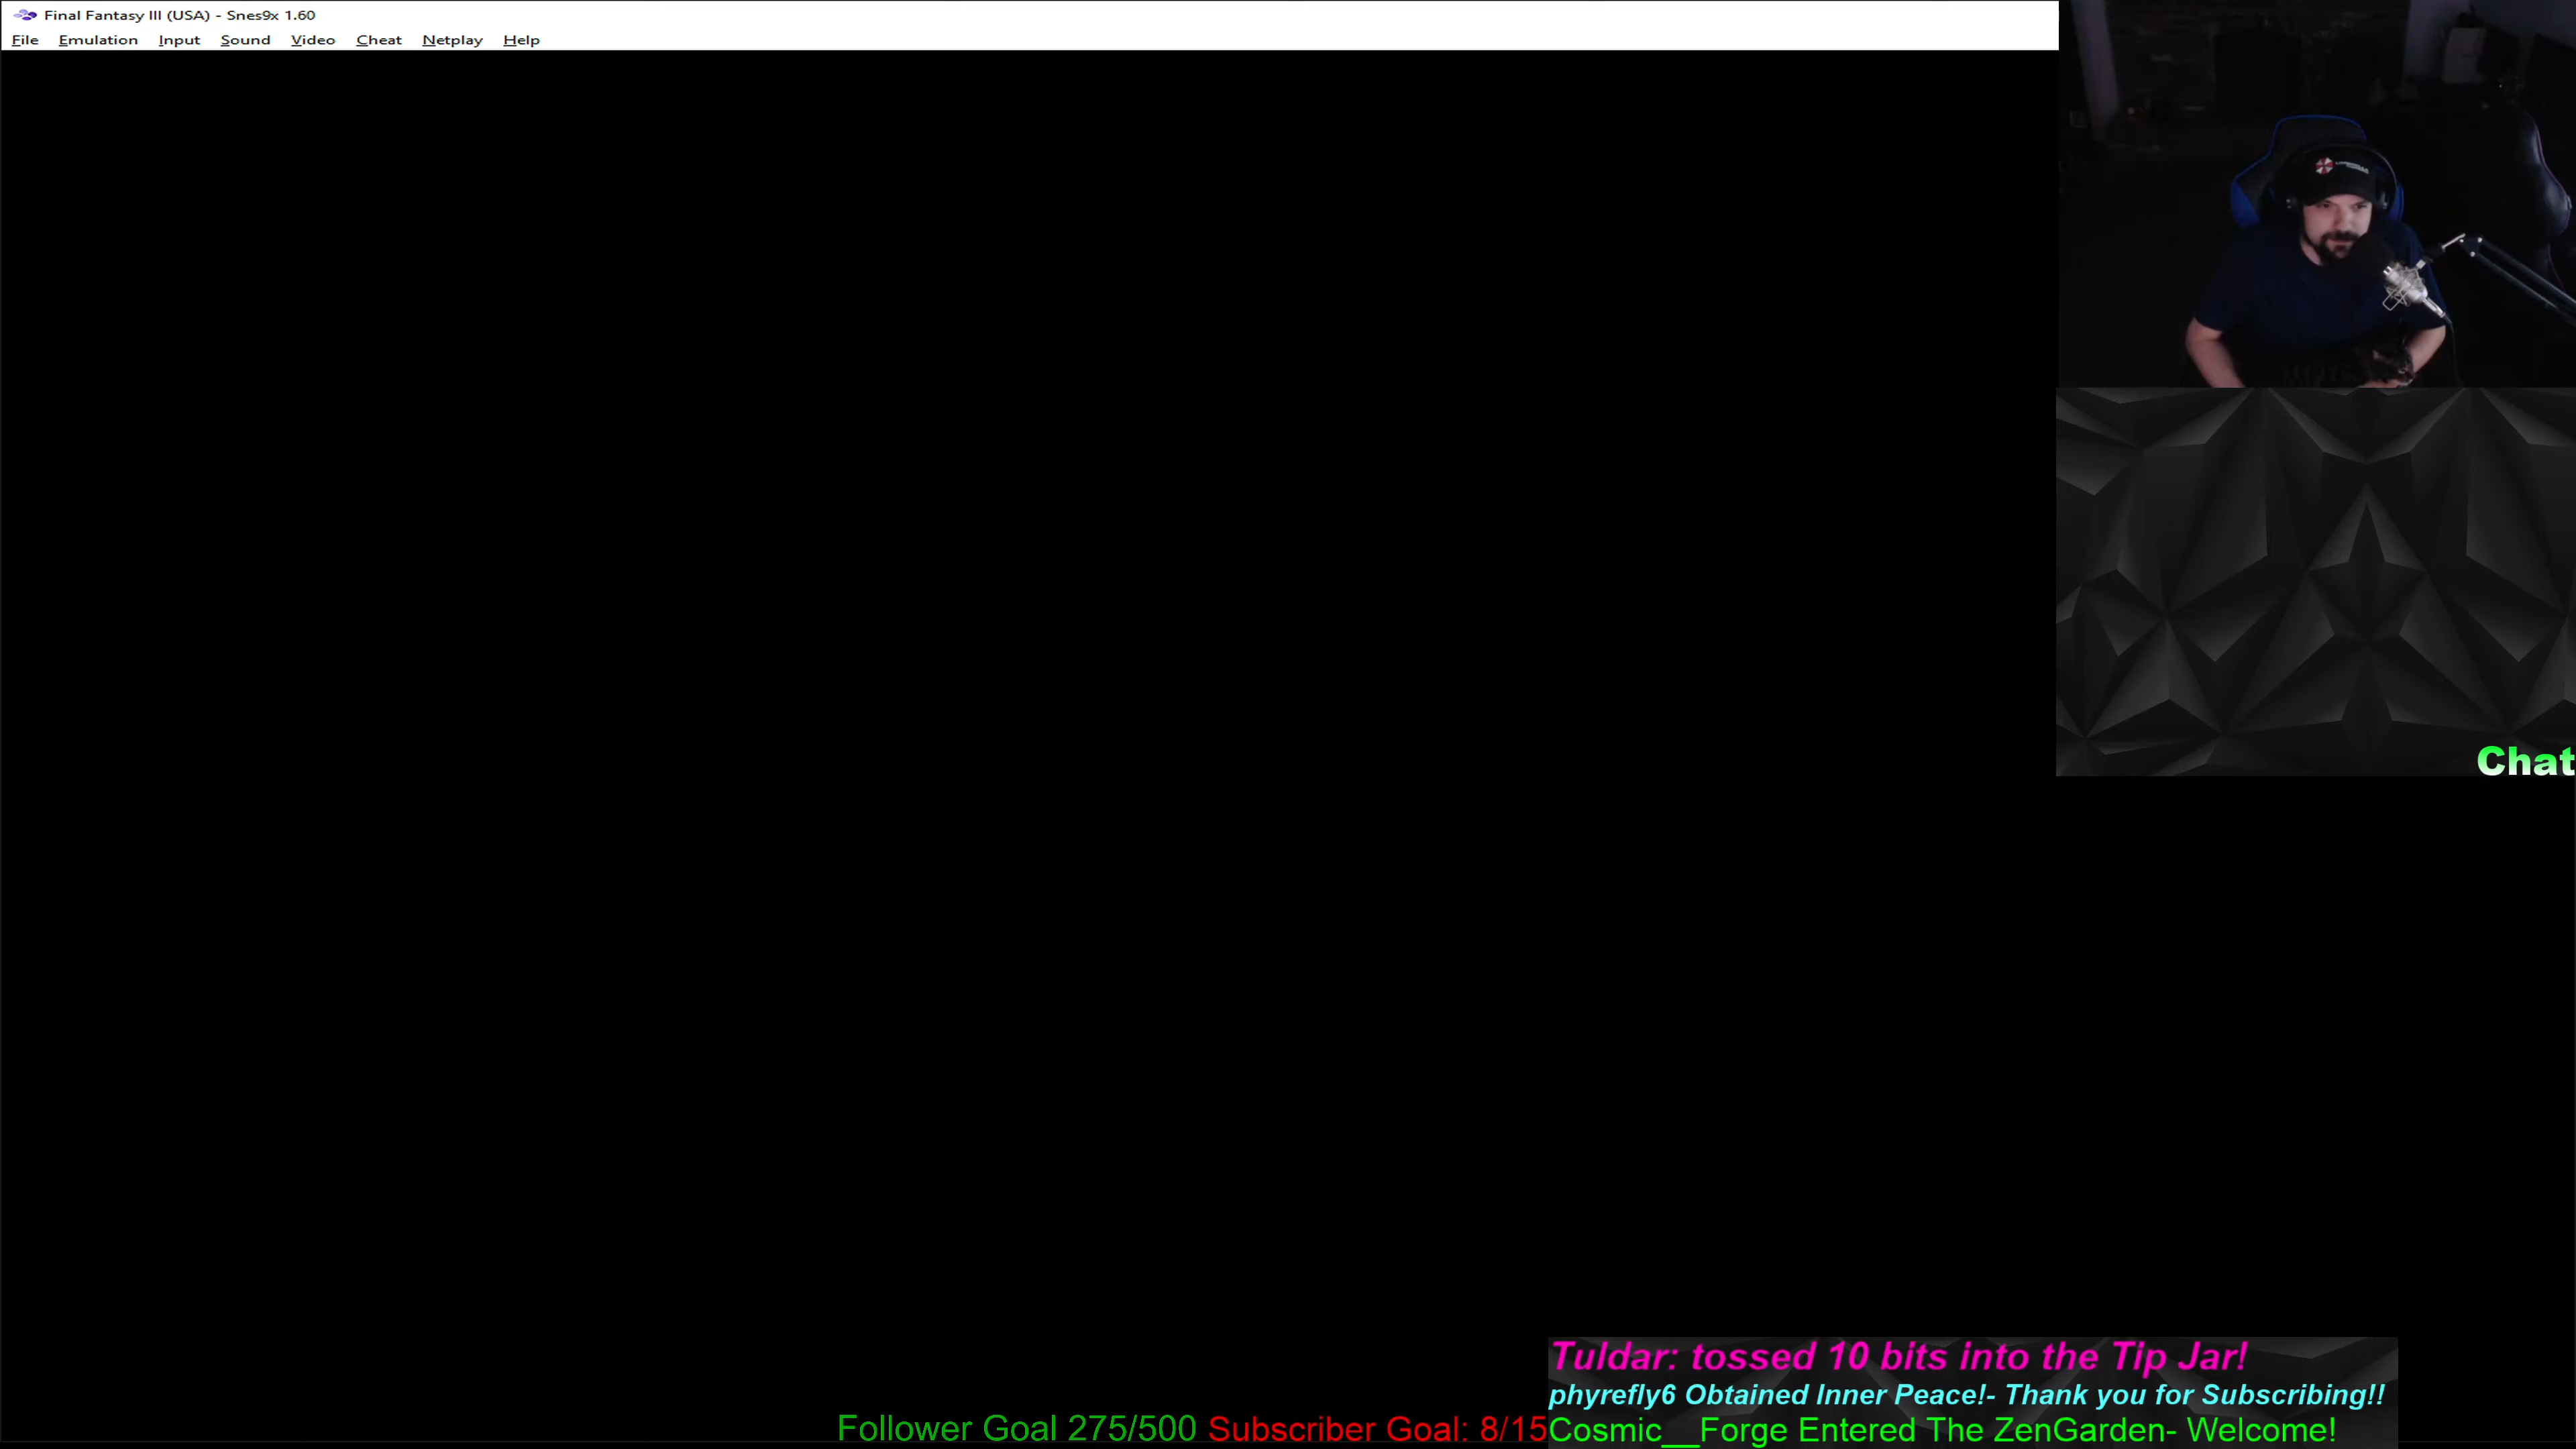 Final Fantasy III (USA) - Snes9x 1.60
File Emulation Input Sound Video Cheat Netplay Help
Chat
Tuldar: tossed 10 bits into the Tip Jar!
phyrefly6 Obtained Inner Peace!- Thank you for Subscribing!!
Follower Goal 275/500 Subscriber Goal: 8/15
Cosmic__Forge Entered The ZenGarden- Welcome!